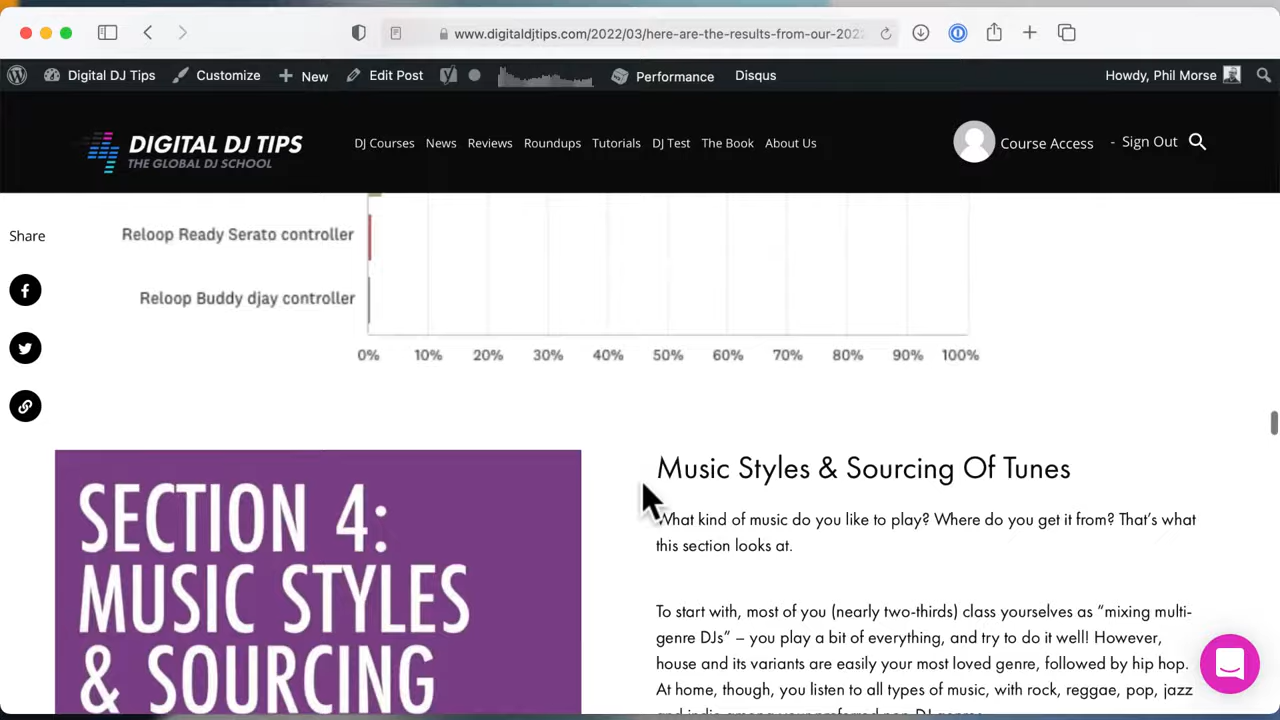 www.digitaldjtips.com/2022/03/here-are-the-results-from-our-202
Digital DJ Tips Customize New Edit Post Performance Disqus Howdy, Phil Morse
DIGITAL DJ TIPS
THE GLOBAL DJ SCHOOL
DJ Courses News Reviews Roundups Tutorials DJ Test The Book About Us Course Access - Sign Out
Share
Reloop Ready Serato controller
Reloop Buddy djay controller
0% 10% 20% 30% 40% 50% 60% 70% 80% 90% 100%
SECTION 4:
MUSIC STYLES
& SOURCING
Music Styles & Sourcing Of Tunes
What kind of music do you like to play? Where do you get it from? That’s what
this section looks at.
To start with, most of you (nearly two-thirds) class yourselves as “mixing multi-
genre DJs” – you play a bit of everything, and try to do it well! However,
house and its variants are easily your most loved genre, followed by hip hop.
At home, though, you listen to all types of music, with rock, reggae, pop, jazz